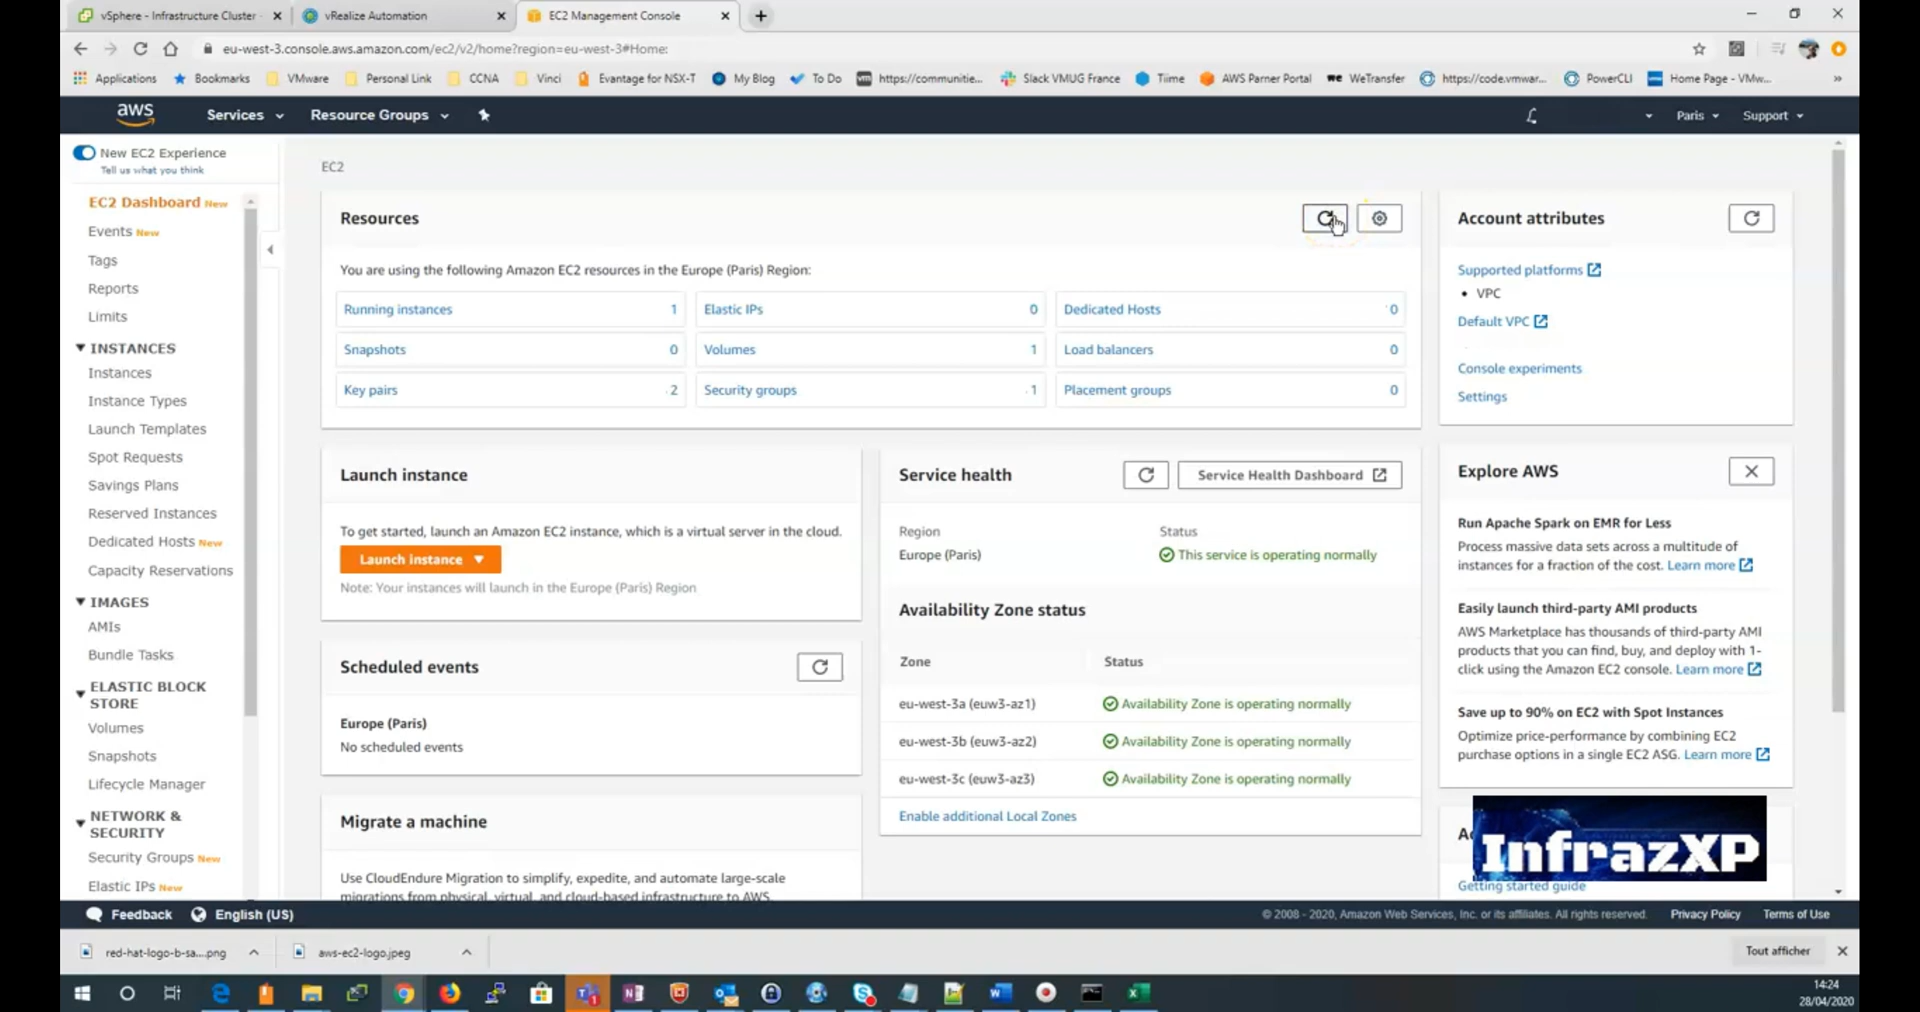 vSphere - Infrastructure Cluster
vRealize Automation
EC2 Management Console
eu-west-3.console.aws.amazon.com/ec2/v2/home?region=eu-west-3#Home:
Applications
Bookmarks
VMware
Personal Link
CCNA
Vinci
Evantage for NSX-T
My Blog
To Do
https://communitie...
Slack VMUG France
Tiime
AWS Parner Portal
WeTransfer
https://code.vmwar...
PowerCLI
Home Page - VMw...
aws
Services
Resource Groups
Paris
Support
New EC2 Experience
Tell us what you think
EC2 Dashboard New
Events New
Tags
Reports
Limits
INSTANCES
Instances
Instance Types
Launch Templates
Spot Requests
Savings Plans
Reserved Instances
Dedicated Hosts New
Capacity Reservations
IMAGES
AMIs
Bundle Tasks
ELASTIC BLOCK
STORE
Volumes
Snapshots
Lifecycle Manager
NETWORK &
SECURITY
Security Groups New
Elastic IPs New
EC2
Resources
You are using the following Amazon EC2 resources in the Europe (Paris) Region:
Running instances 1
Elastic IPs 0
Dedicated Hosts 0
Snapshots 0
Volumes 1
Load balancers 0
Key pairs 2
Security groups 1
Placement groups 0
Launch instance
To get started, launch an Amazon EC2 instance, which is a virtual server in the cloud.
Launch instance
Note: Your instances will launch in the Europe (Paris) Region
Scheduled events
Europe (Paris)
No scheduled events
Migrate a machine
Use CloudEndure Migration to simplify, expedite, and automate large-scale
migrations from physical, virtual, and cloud-based infrastructure to AWS.
Service health
Service Health Dashboard
Region
Status
Europe (Paris)
This service is operating normally
Availability Zone status
Zone
Status
eu-west-3a (euw3-az1)
Availability Zone is operating normally
eu-west-3b (euw3-az2)
Availability Zone is operating normally
eu-west-3c (euw3-az3)
Availability Zone is operating normally
Enable additional Local Zones
Account attributes
Supported platforms
• VPC
Default VPC
Console experiments
Settings
Explore AWS
Run Apache Spark on EMR for Less
Process massive data sets across a multitude of
instances for a fraction of the cost. Learn more
Easily launch third-party AMI products
AWS Marketplace has thousands of third-party AMI
products that you can find, buy, and deploy with 1-
click using the Amazon EC2 console. Learn more
Save up to 90% on EC2 with Spot Instances
Optimize price-performance by combining EC2
purchase options in a single EC2 ASG. Learn more
InfrazXP
Getting started guide
Feedback
English (US)
© 2008 - 2020, Amazon Web Services, Inc. or its affiliates. All rights reserved.
Privacy Policy
Terms of Use
red-hat-logo-b-sa....png
aws-ec2-logo.jpeg
Tout afficher
14:24
28/04/2020